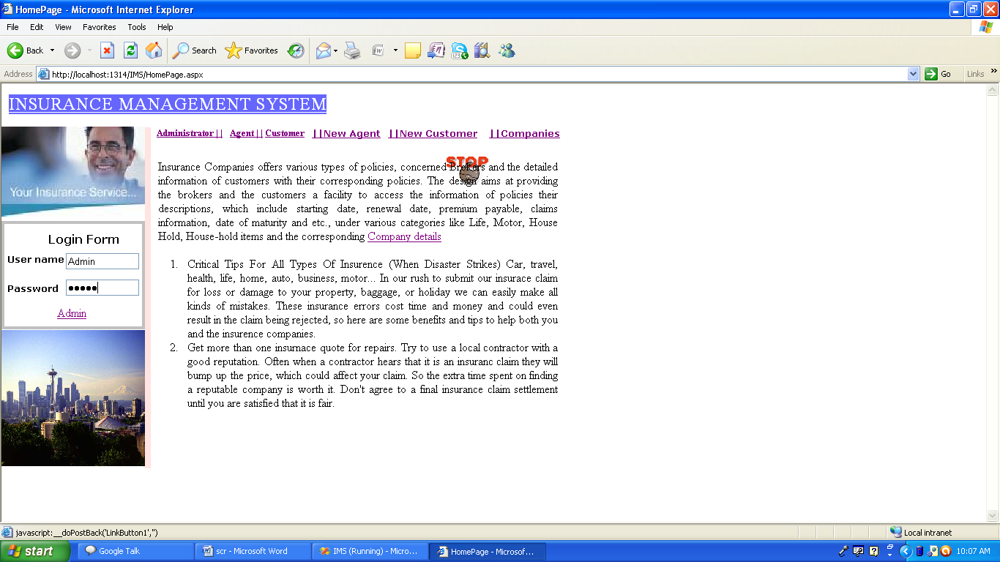 HomePage - Microsoft Internet Explorer
File Edit View Favorites Tools Help
Back Search Favorites
Address http://localhost:1314/IMS/HomePage.aspx Go Links »
INSURANCE MANAGEMENT SYSTEM
Administrator || Agent || Customer ||New Agent ||New Customer ||Companies
Your Insurance Service...
STOP
Insurance Companies offers various types of policies, concerned Brokers and the detailed
information of customers with their corresponding policies. The design aims at providing
the brokers and the customers a facility to access the information of policies their
descriptions, which include starting date, renewal date, premium payable, claims
information, date of maturity and etc., under various categories like Life, Motor, House
Hold, House-hold items and the corresponding Company details
Login Form
User name Admin
Password •••••
Admin
1. Critical Tips For All Types Of Insurence (When Disaster Strikes) Car, travel,
health, life, home, auto, business, motor... In our rush to submit our insurace claim
for loss or damage to your property, baggage, or holiday we can easily make all
kinds of mistakes. These insurance errors cost time and money and could even
result in the claim being rejected, so here are some benefits and tips to help both you
and the insurence companies.
2. Get more than one insurnace quote for repairs. Try to use a local contractor with a
good reputation. Often when a contractor hears that it is an insuranc claim they will
bump up the price, which could affect your claim. So the extra time spent on finding
a reputable company is worth it. Don't agree to a final insurance claim settlement
until you are satisfied that it is fair.
javascript:__doPostBack('LinkButton1','') Local intranet
start Google Talk scr - Microsoft Word IMS (Running) - Micro... HomePage - Microsof... 10:07 AM